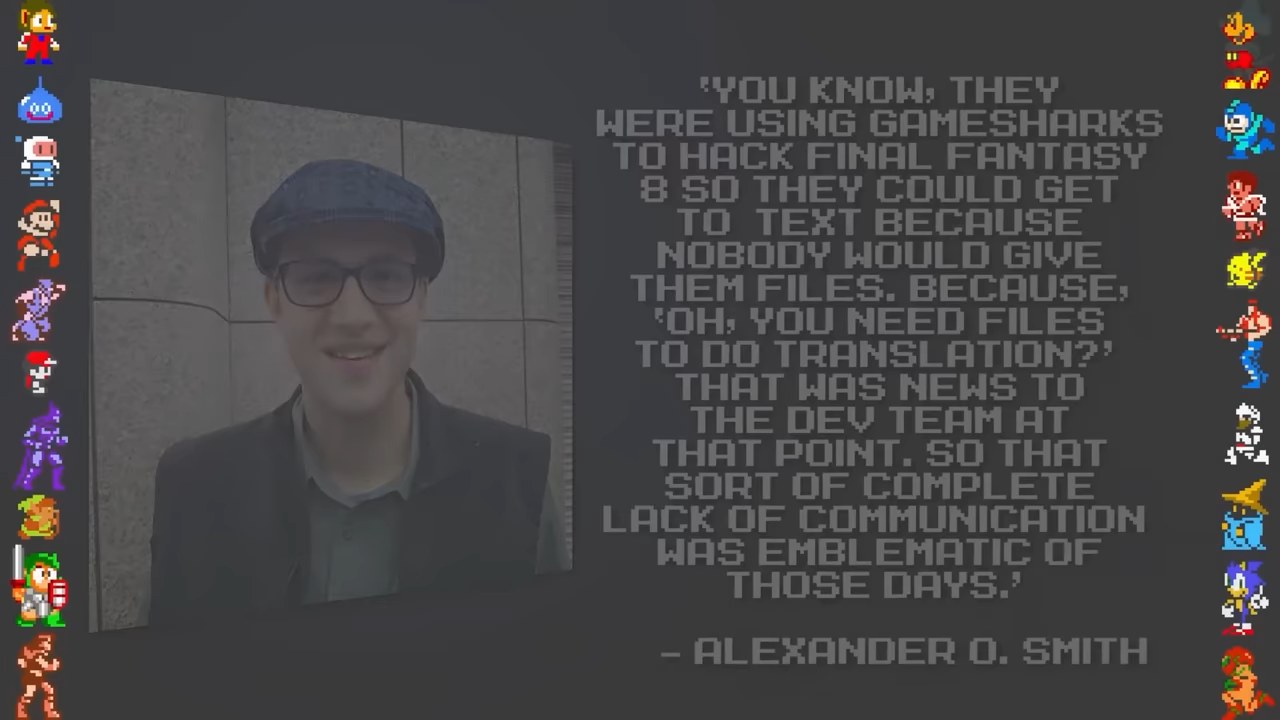 'YOU KNOW, THEY
WERE USING GAMESHARKS
TO HACK FINAL FANTASY
8 SO THEY COULD GET
TO TEXT BECAUSE
NOBODY WOULD GIVE
THEM FILES. BECAUSE,
'OH, YOU NEED FILES
TO DO TRANSLATION?'
THAT WAS NEWS TO
THE DEV TEAM AT
THAT POINT. SO THAT
SORT OF COMPLETE
LACK OF COMMUNICATION
WAS EMBLEMATIC OF
THOSE DAYS.'
- ALEXANDER O. SMITH